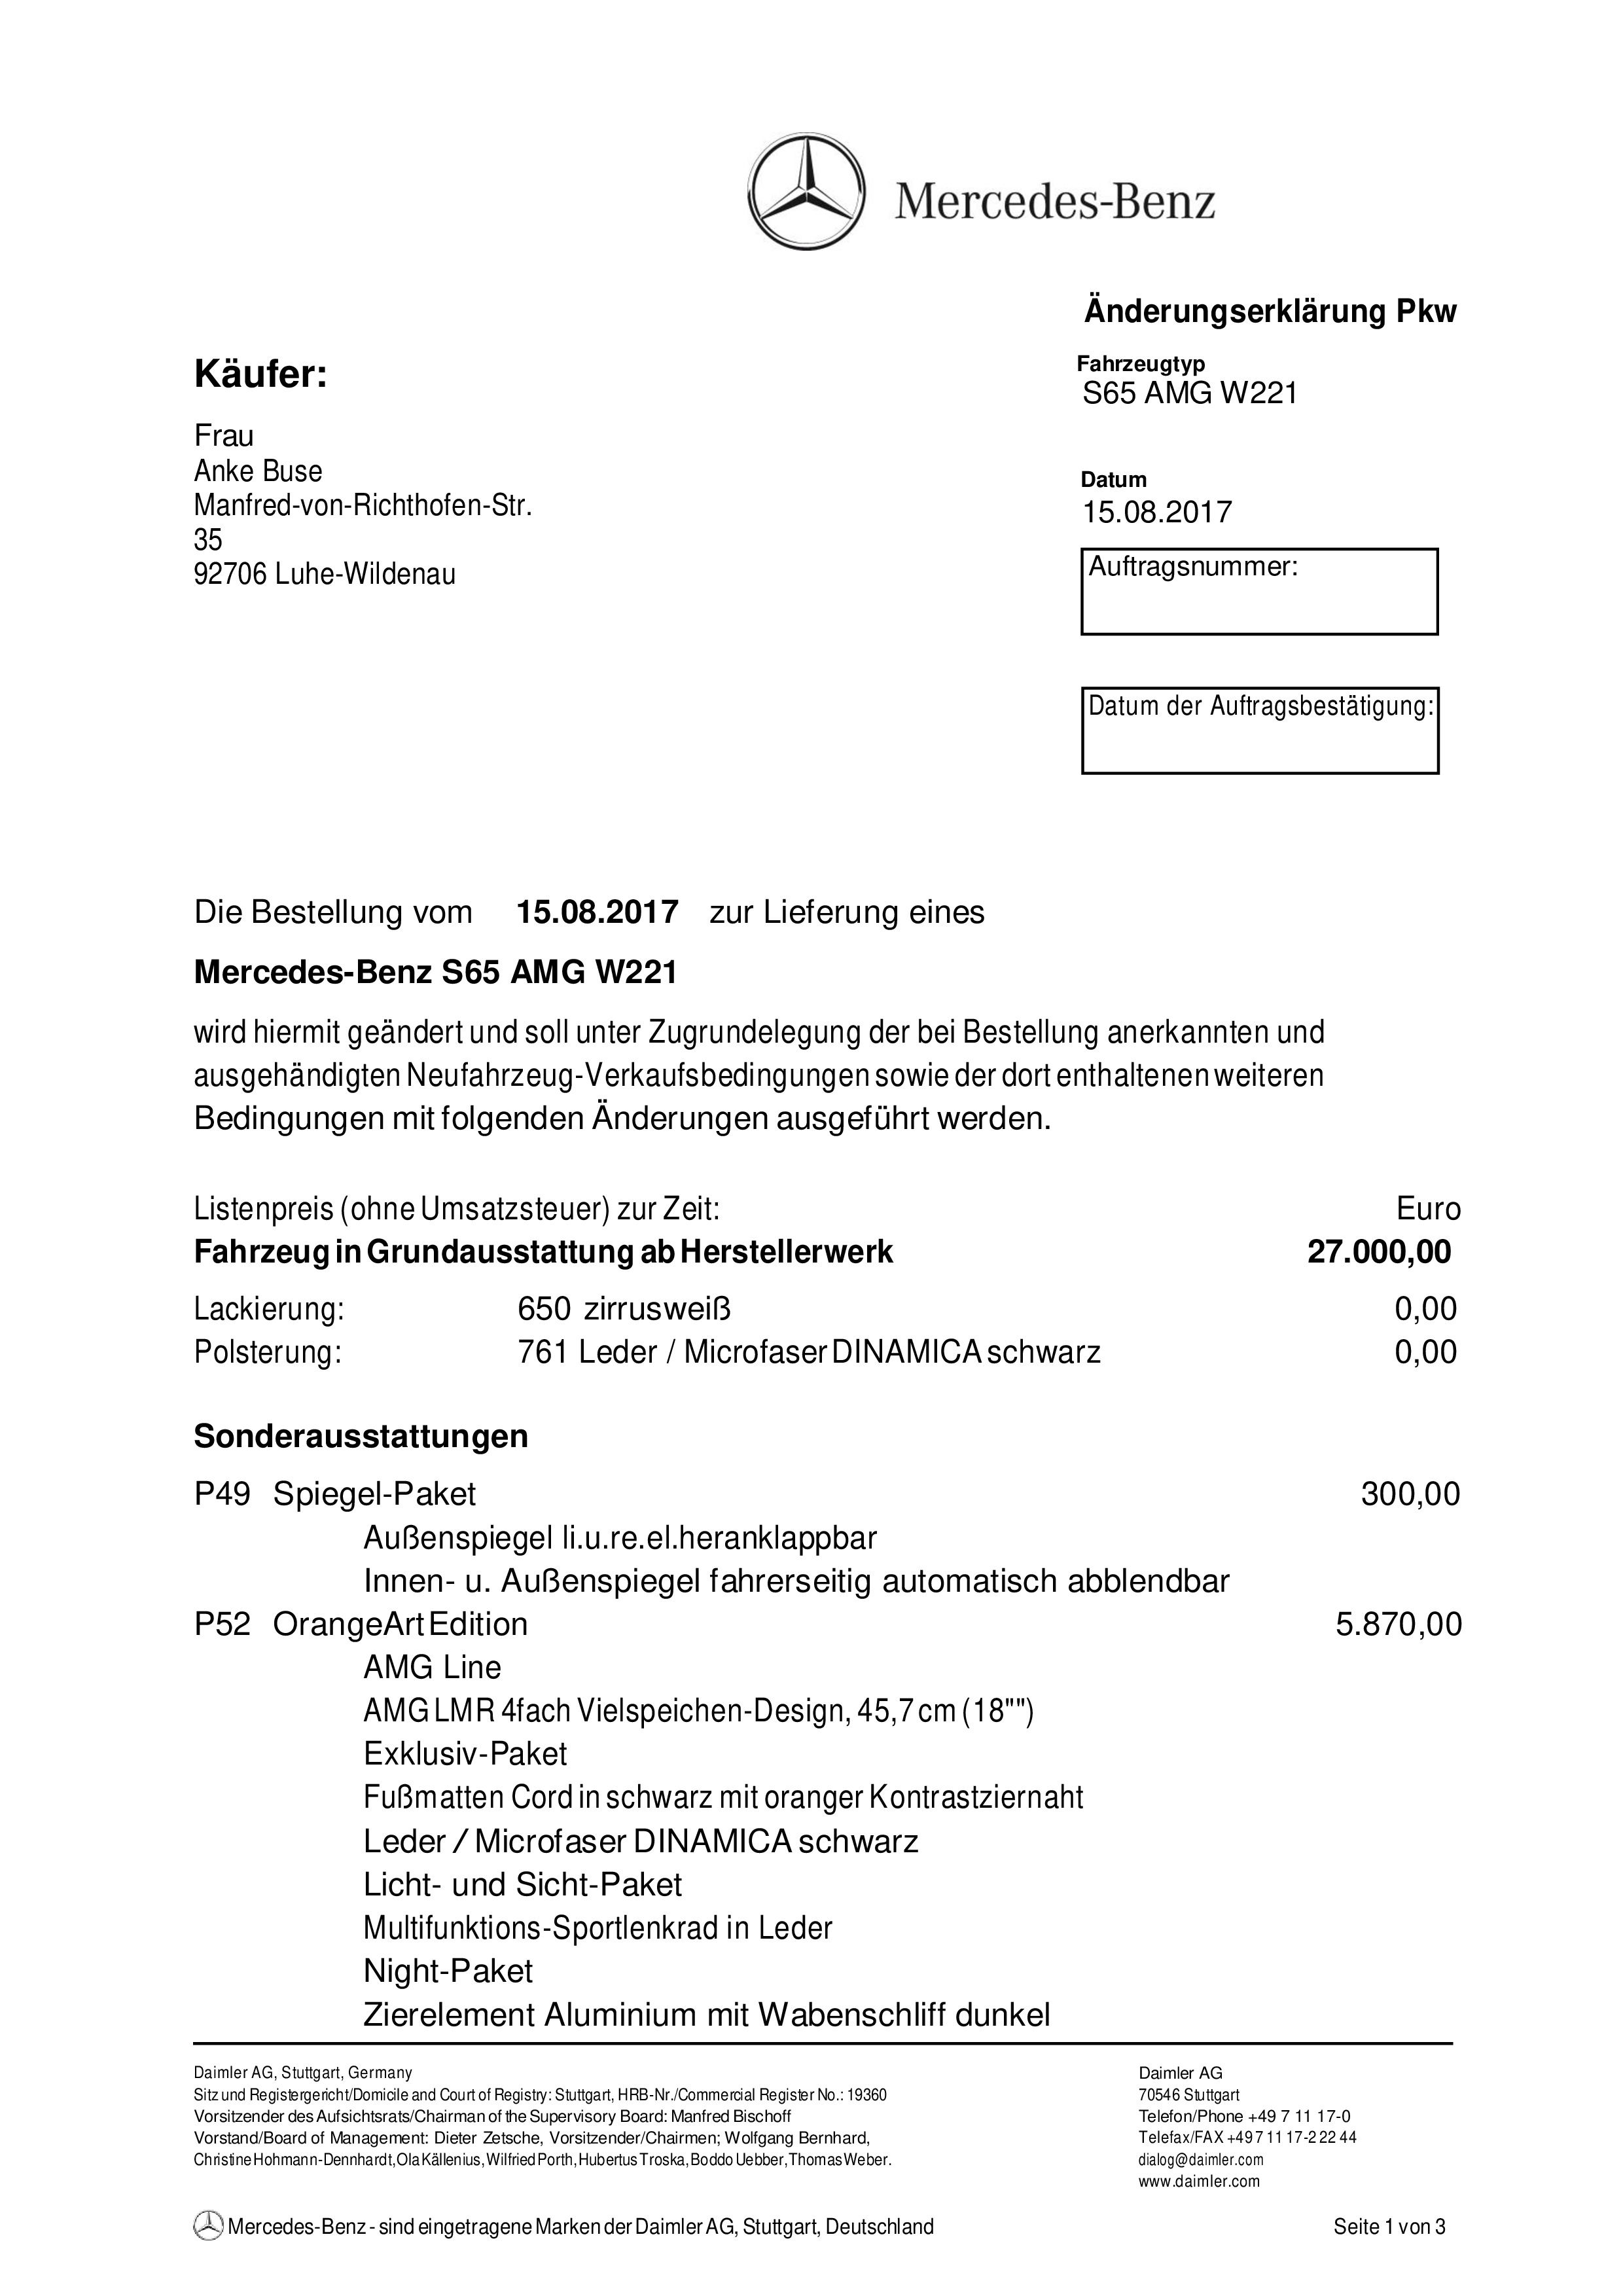 Mercedes-Benz
Änderungserklärung Pkw
Käufer:
Fahrzeugtyp
S65 AMG W221
Frau
Anke Buse
Manfred-von-Richthofen-Str.
35
92706 Luhe-Wildenau
Datum
15.08.2017
Auftragsnummer:
Datum der Auftragsbestätigung:
Die Bestellung vom 15.08.2017 zur Lieferung eines
Mercedes-Benz S65 AMG W221
wird hiermit geändert und soll unter Zugrundelegung der bei Bestellung anerkannten und
ausgehändigten Neufahrzeug-Verkaufsbedingungen sowie der dort enthaltenen weiteren
Bedingungen mit folgenden Änderungen ausgeführt werden.
Listenpreis (ohne Umsatzsteuer) zur Zeit: Euro
Fahrzeug in Grundausstattung ab Herstellerwerk 27.000,00
Lackierung: 650 zirrusweiß 0,00
Polsterung: 761 Leder / Microfaser DINAMICA schwarz 0,00
Sonderausstattungen
P49 Spiegel-Paket 300,00
Außenspiegel li.u.re.el.heranklappbar
Innen- u. Außenspiegel fahrerseitig automatisch abblendbar
P52 OrangeArt Edition 5.870,00
AMG Line
AMG LMR 4fach Vielspeichen-Design, 45,7 cm (18"")
Exklusiv-Paket
Fußmatten Cord in schwarz mit oranger Kontrastziernaht
Leder / Microfaser DINAMICA schwarz
Licht- und Sicht-Paket
Multifunktions-Sportlenkrad in Leder
Night-Paket
Zierelement Aluminium mit Wabenschliff dunkel
Daimler AG, Stuttgart, Germany
Sitz und Registergericht/Domicile and Court of Registry: Stuttgart, HRB-Nr./Commercial Register No.: 19360
Vorsitzender des Aufsichtsrats/Chairman of the Supervisory Board: Manfred Bischoff
Vorstand/Board of Management: Dieter Zetsche, Vorsitzender/Chairmen; Wolfgang Bernhard,
Christine Hohmann-Dennhardt, Ola Källenius, Wilfried Porth, Hubertus Troska, Boddo Uebber, Thomas Weber.
Daimler AG
70546 Stuttgart
Telefon/Phone +49 7 11 17-0
Telefax/FAX +49 7 11 17-2 22 44
dialog@daimler.com
www.daimler.com
Mercedes-Benz - sind eingetragene Marken der Daimler AG, Stuttgart, Deutschland Seite 1 von 3